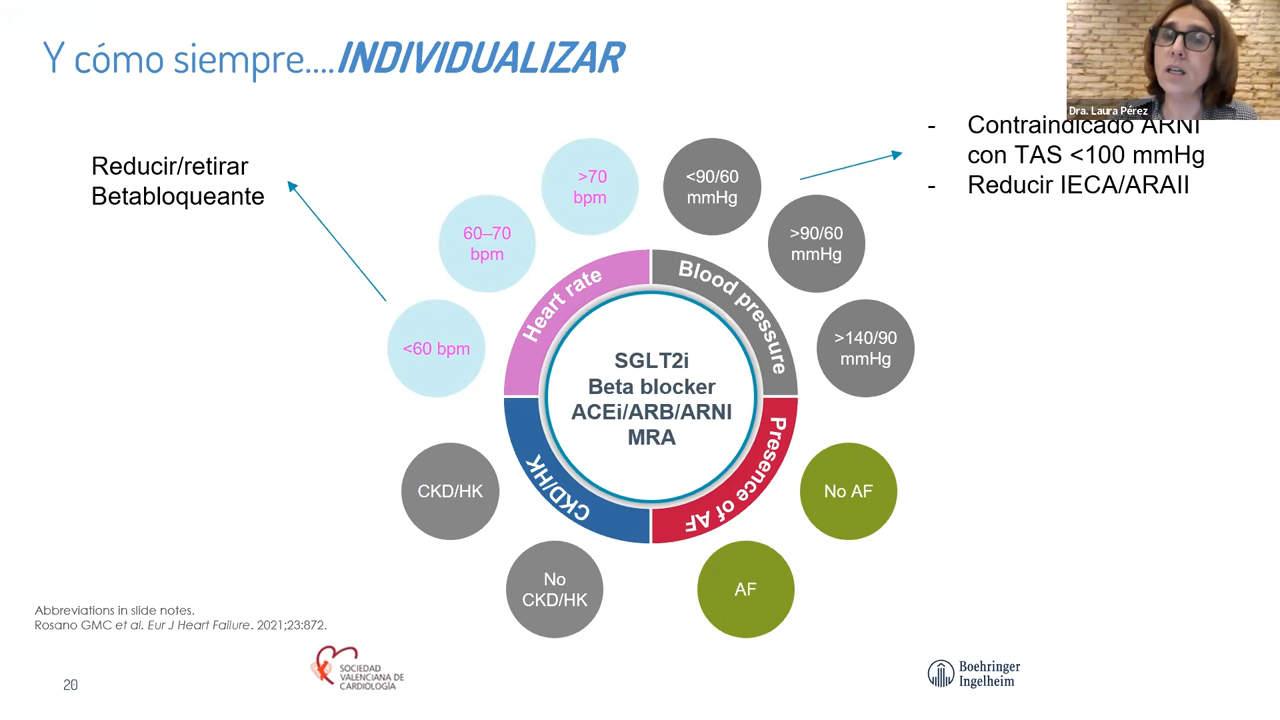 Y cómo siempre....INDIVIDUALIZAR
Dra. Laura Pérez
Reducir/retirar
Betabloqueante
- Contraindicado ARNI
con TAS <100 mmHg
- Reducir IECA/ARAII
>70
bpm
<90/60
mmHg
60–70
bpm
>90/60
mmHg
<60 bpm
>140/90
mmHg
Heart rate
Blood pressure
SGLT2i
Beta blocker
ACEi/ARB/ARNI
MRA
CKD/HK
Presence of AF
CKD/HK
No AF
No
CKD/HK
AF
Abbreviations in slide notes.
Rosano GMC et al. Eur J Heart Failure. 2021;23:872.
20
SOCIEDAD
VALENCIANA DE
CARDIOLOGÍA
Boehringer
Ingelheim